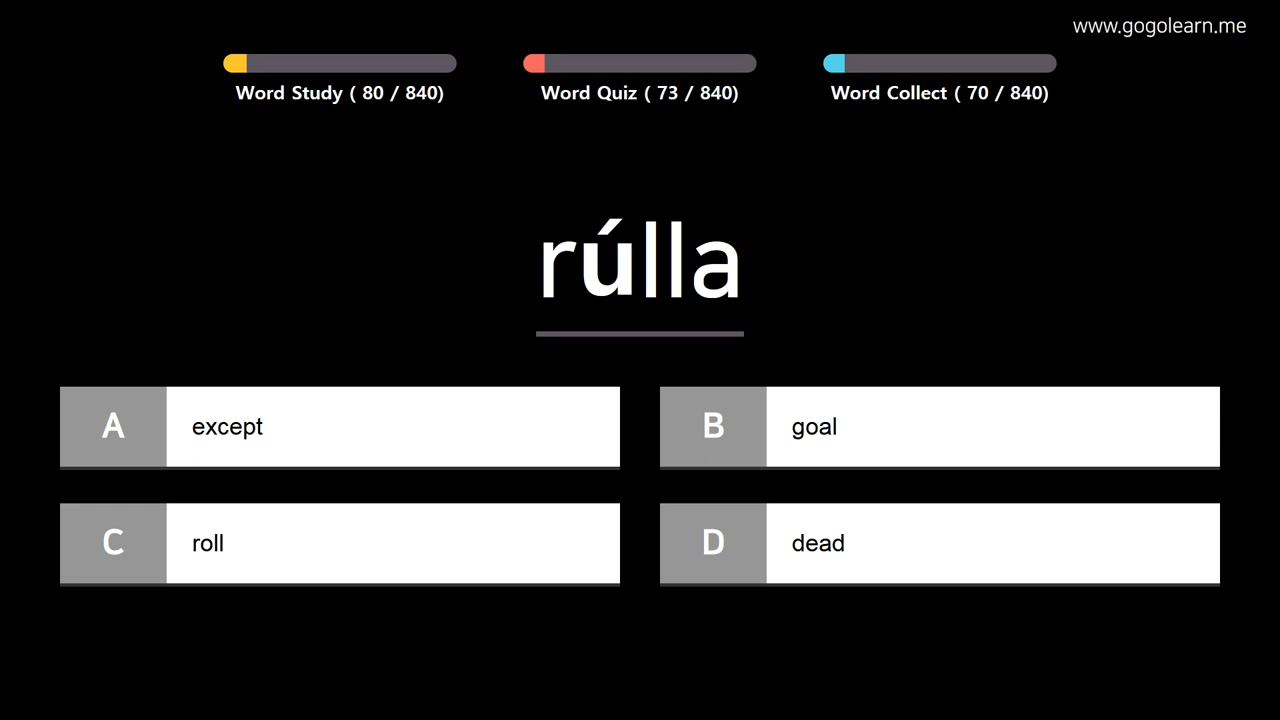 www.gogolearn.me
Word Study ( 80 / 840)
Word Quiz ( 73 / 840)
Word Collect ( 70 / 840)
rúlla
A except
B goal
C roll
D dead